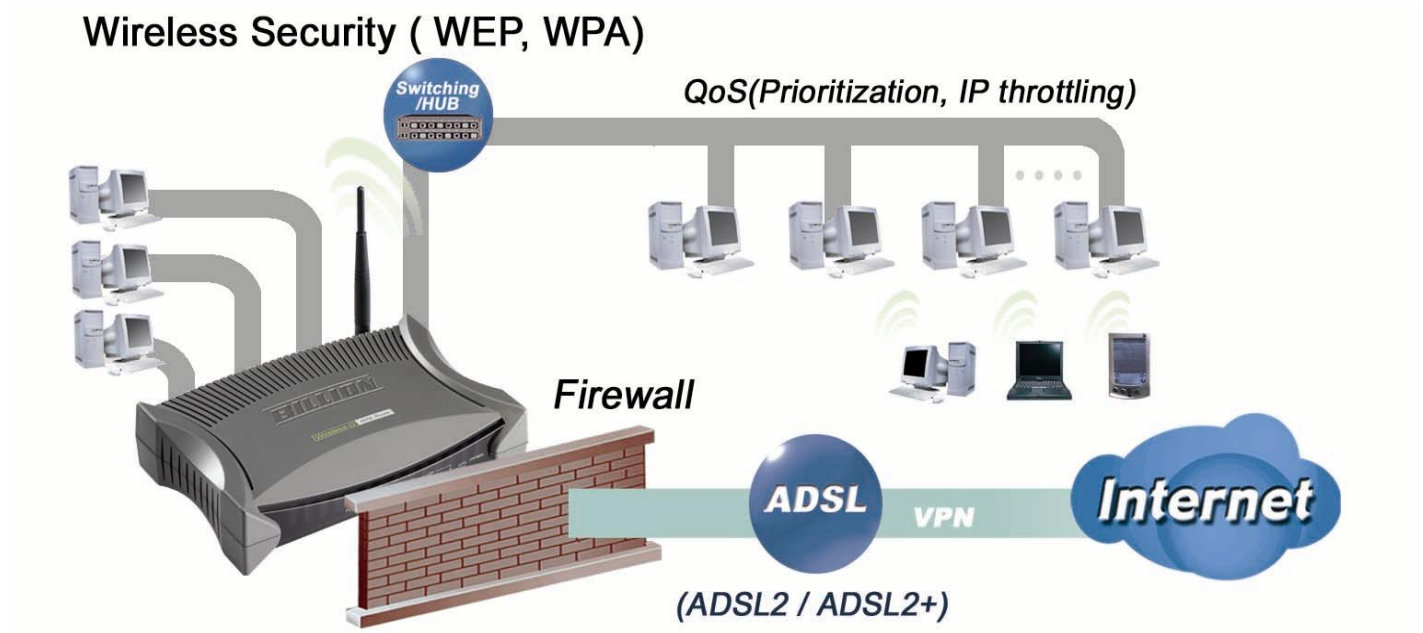 Wireless Security ( WEP, WPA)
Switching
/HUB
QoS(Prioritization, IP throttling)
BILLION
Firewall
ADSL
VPN
Internet
(ADSL2 / ADSL2+)